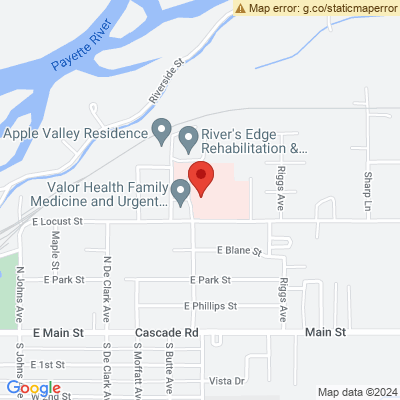 Map error: g.co/staticmaperror
Payette River
Riverside St
Apple Valley Residence
River's Edge
Rehabilitation &...
Valor Health Family
Medicine and Urgent...
Riggs Ave
Sharp Ln
E Locust St
Maple St
E Blane St
N Johns Ave
E Park St
N De Clark Ave
E Park St
Riggs Ave
E Phillips St
E Main St
Cascade Rd
Main St
S Johns Ave
E 1st St
S De Clark Ave
S Moffatt Ave
S Butte Ave
Vista Dr
Google
Map data ©2024